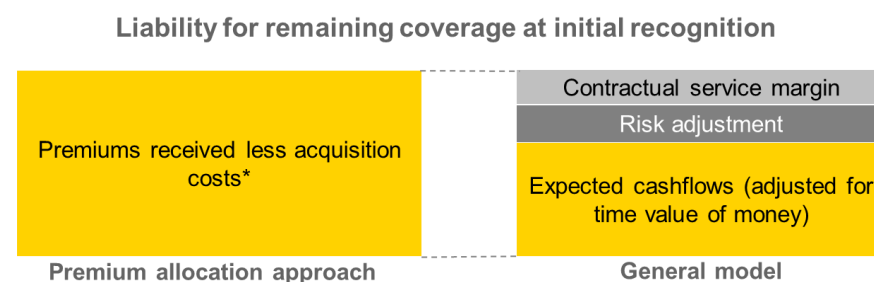 Liability for remaining coverage at initial recognition
Contractual service margin
Risk adjustment
Premiums received less acquisition
costs*
Expected cashflows (adjusted for
time value of money)
Premium allocation approach
General model